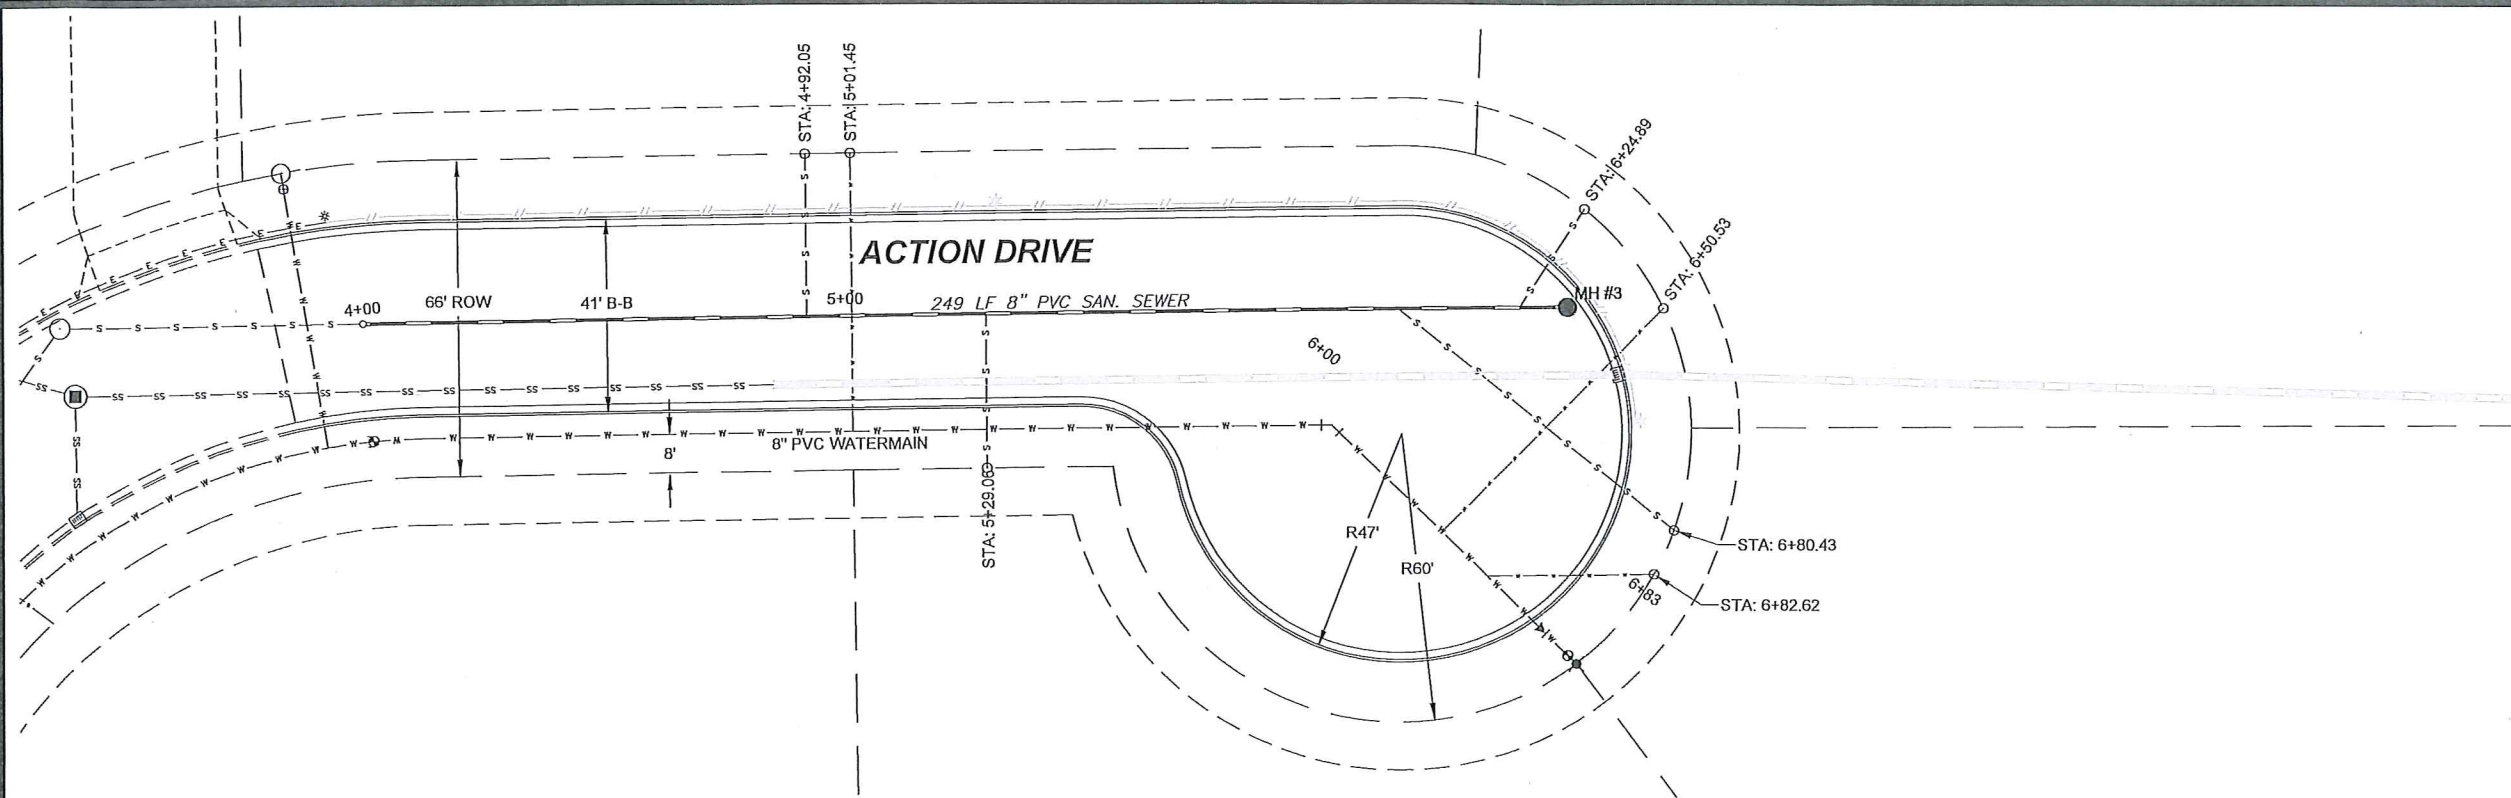 STA: 4+92.05
STA: 5+01.45
STA: 6+24.89
STA: 6+50.53
ACTION DRIVE
4+00
66' ROW
41' B-B
5+00
249 LF 8" PVC SAN. SEWER
MH #3
6+00
8'
8" PVC WATERMAIN
STA: 5+29.06
R47'
R60'
STA: 6+80.43
6+83
STA: 6+82.62